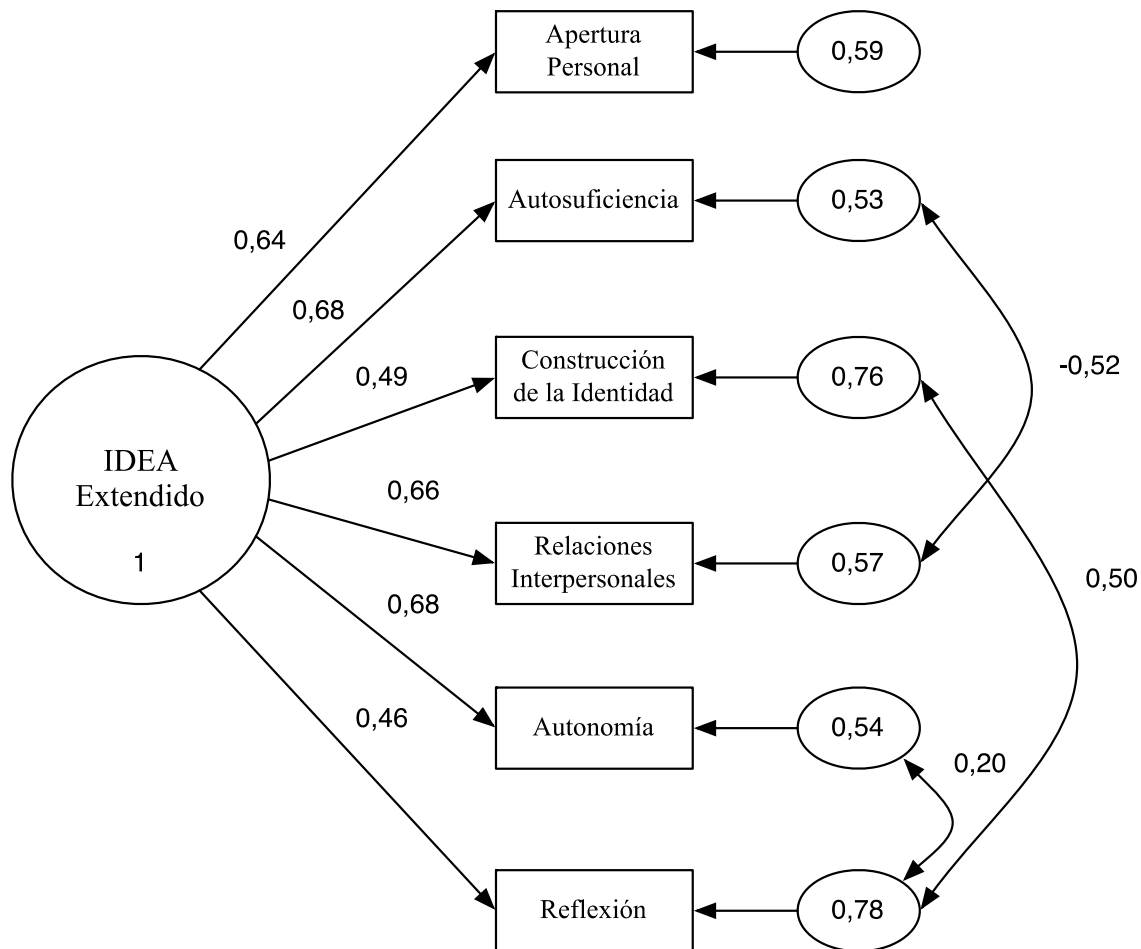 Apertura
Personal
0,59
Autosuficiencia
0,53
0,64
0,68
Construcción
de la Identidad
0,76
-0,52
0,49
IDEA
Extendido
1
0,66
Relaciones
Interpersonales
0,57
0,50
0,68
Autonomía
0,54
0,20
0,46
Reflexión
0,78